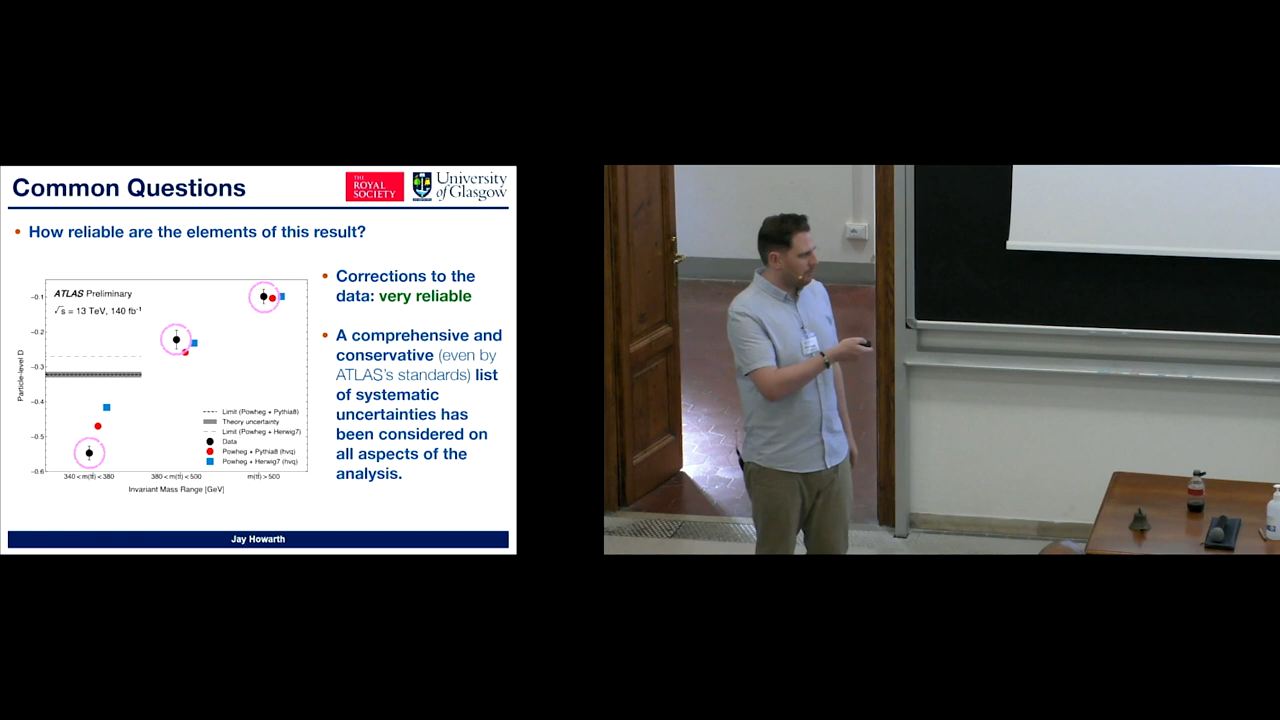 Common Questions
THE
ROYAL
SOCIETY
University
of Glasgow
• How reliable are the elements of this result?
• Corrections to the
data: very reliable
• A comprehensive and
conservative (even by
ATLAS's standards) list
of systematic
uncertainties has
been considered on
all aspects of the
analysis.
ATLAS Preliminary
√s = 13 TeV, 140 fb⁻¹
Particle-level D
−0.1
−0.2
−0.3
−0.4
−0.5
−0.6
Limit (Powheg + Pythia8)
Theory uncertainty
Limit (Powheg + Herwig7)
Data
Powheg + Pythia8 (hvq)
Powheg + Herwig7 (hvq)
340 < m(tt̄) < 380
380 < m(tt̄) < 500
m(tt̄) > 500
Invariant Mass Range [GeV]
Jay Howarth